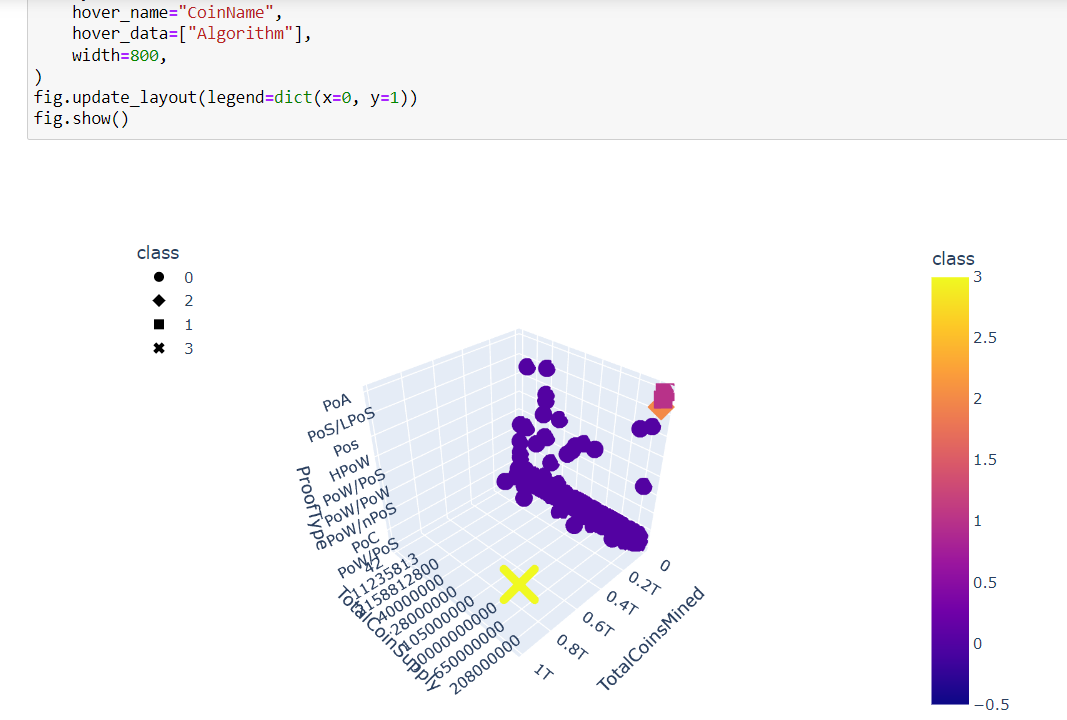 hover_name="CoinName",
hover_data=["Algorithm"],
width=800,
)
fig.update_layout(legend=dict(x=0, y=1))
fig.show()
class
0
2
1
3
class
3
2.5
2
1.5
1
0.5
0
−0.5
PoA
PoS/LPoS
Pos
HPoW
PoW/PoS
PoW/PoW
PoW/nPoS
PoC
PoW/PoS
ProofType
42
11235813
40000000
28000000
105000000
650000000
208000000
TotalCoinSupply
0
0.2T
0.4T
0.6T
0.8T
1T
TotalCoinsMined